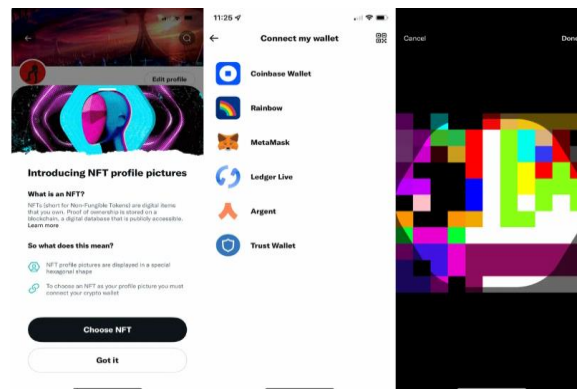 Edit profile
Introducing NFT profile pictures
What is an NFT?
NFTs (short for Non-Fungible Tokens) are digital items
that you own. Proof of ownership is stored on a
blockchain, a digital database that is publicly accessible.
Learn more
So what does this mean?
NFT profile pictures are displayed in a special
hexagonal shape
To choose an NFT as your profile picture you must
connect your crypto wallet
Choose NFT
Got it
11:25
Connect my wallet
Coinbase Wallet
Rainbow
MetaMask
Ledger Live
Argent
Trust Wallet
Cancel
Done